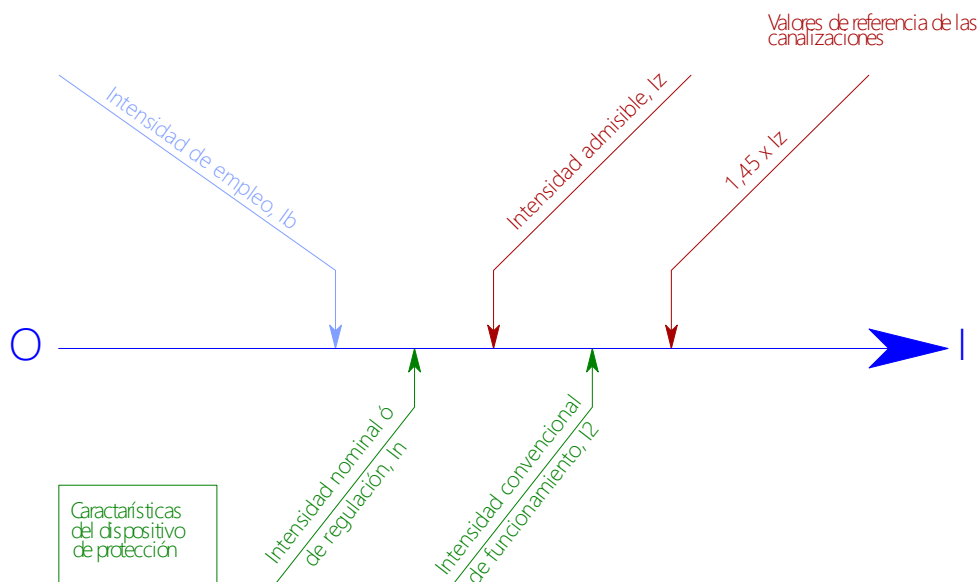 Valores de referencia de las
canalizaciones
Intensidad de empleo, Ib
Intensidad admisible, Iz
1,45 x Iz
O
I
Intensidad nominal ó
de regulación, In
Intensidad convencional
de funcionamiento, I2
Caractarísticas
del dispositivo
de protección